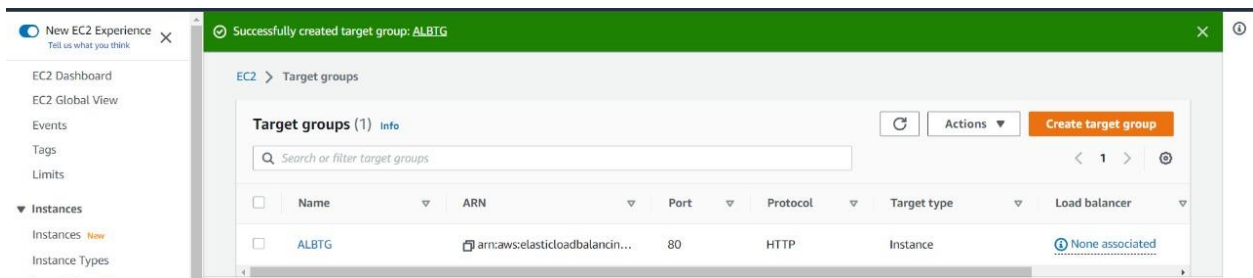 New EC2 Experience
Tell us what you think
EC2 Dashboard
EC2 Global View
Events
Tags
Limits
Instances
Instances New
Instance Types
Successfully created target group: ALBTG
EC2 > Target groups
Target groups (1) Info
Actions
Create target group
Search or filter target groups
< 1 >
Name ARN Port Protocol Target type Load balancer
ALBTG arn:aws:elasticloadbalancin... 80 HTTP Instance None associated